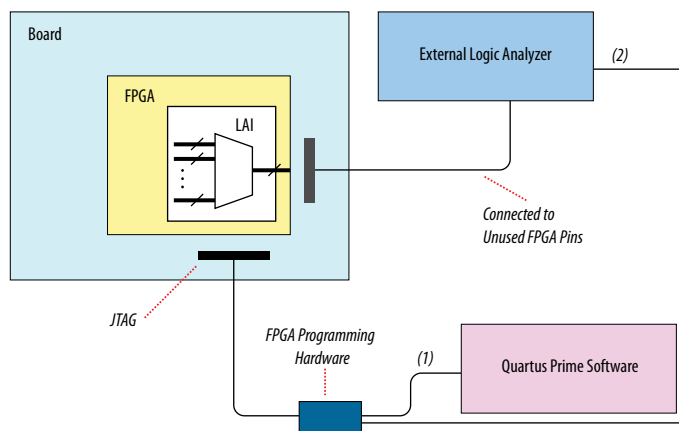 Board
External Logic Analyzer
(2)
FPGA
LAI
Connected to
Unused FPGA Pins
JTAG
FPGA Programming
Hardware
(1)
Quartus Prime Software